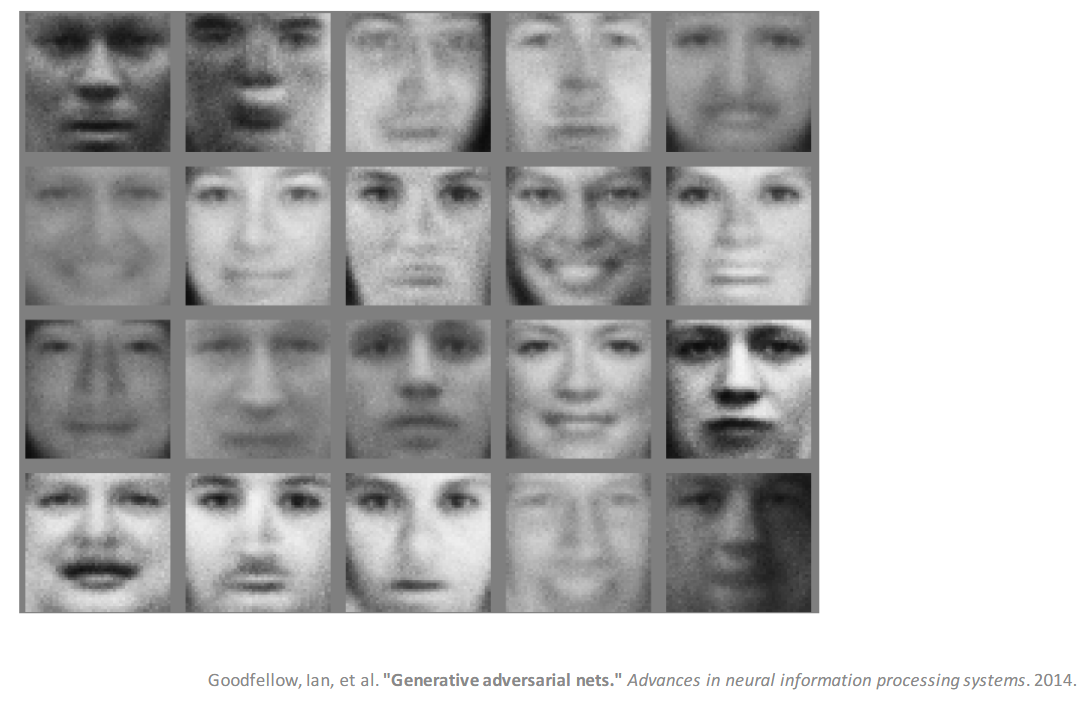 Goodfellow, Ian, et al. "Generative adversarial nets." Advances in neural information processing systems. 2014.